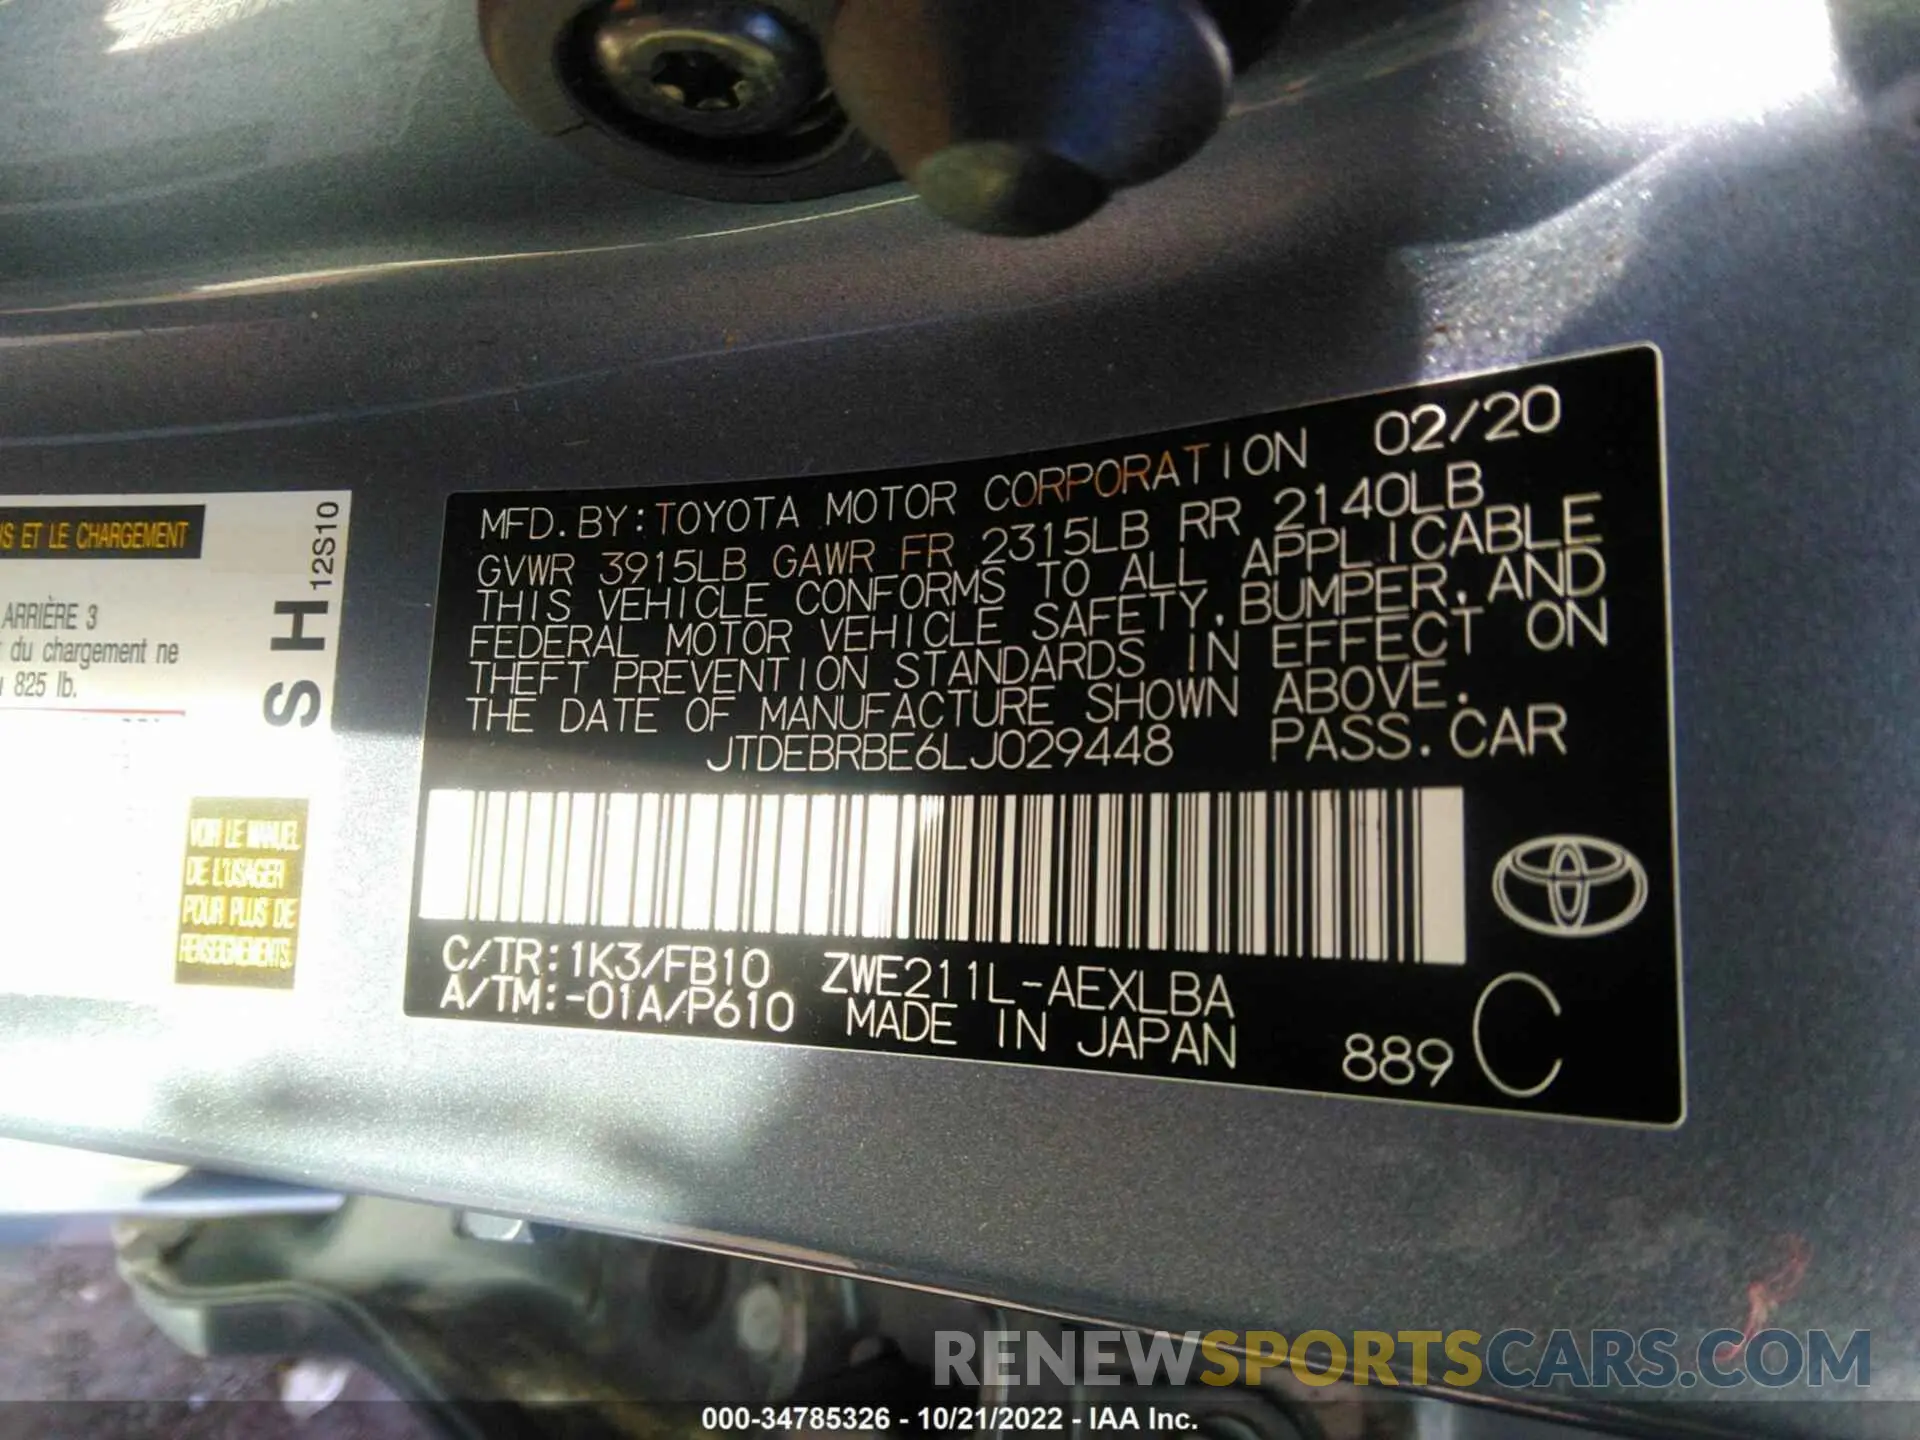 MFD.BY:TOYOTA MOTOR CORPORATION 02/20
GVWR 3915LB GAWR FR 2315LB RR 2140LB
THIS VEHICLE CONFORMS TO ALL APPLICABLE
FEDERAL MOTOR VEHICLE SAFETY, BUMPER, AND
THEFT PREVENTION STANDARDS IN EFFECT ON
THE DATE OF MANUFACTURE SHOWN ABOVE.
JTDEBRBE6LJ029448 PASS.CAR
C/TR:1K3/FB10 ZWE211L-AEXLBA
A/TM:-01A/P610 MADE IN JAPAN 889 C
ET LE CHARGEMENT
ARRIÈRE 3
du chargement ne
825 lb.
S H 12S10
VOIR LE MANUEL
DE L'USAGER
POUR PLUS DE
RENSEIGNEMENTS.
RENEWSPORTSCARS.COM
000-34785326 - 10/21/2022 - IAA Inc.